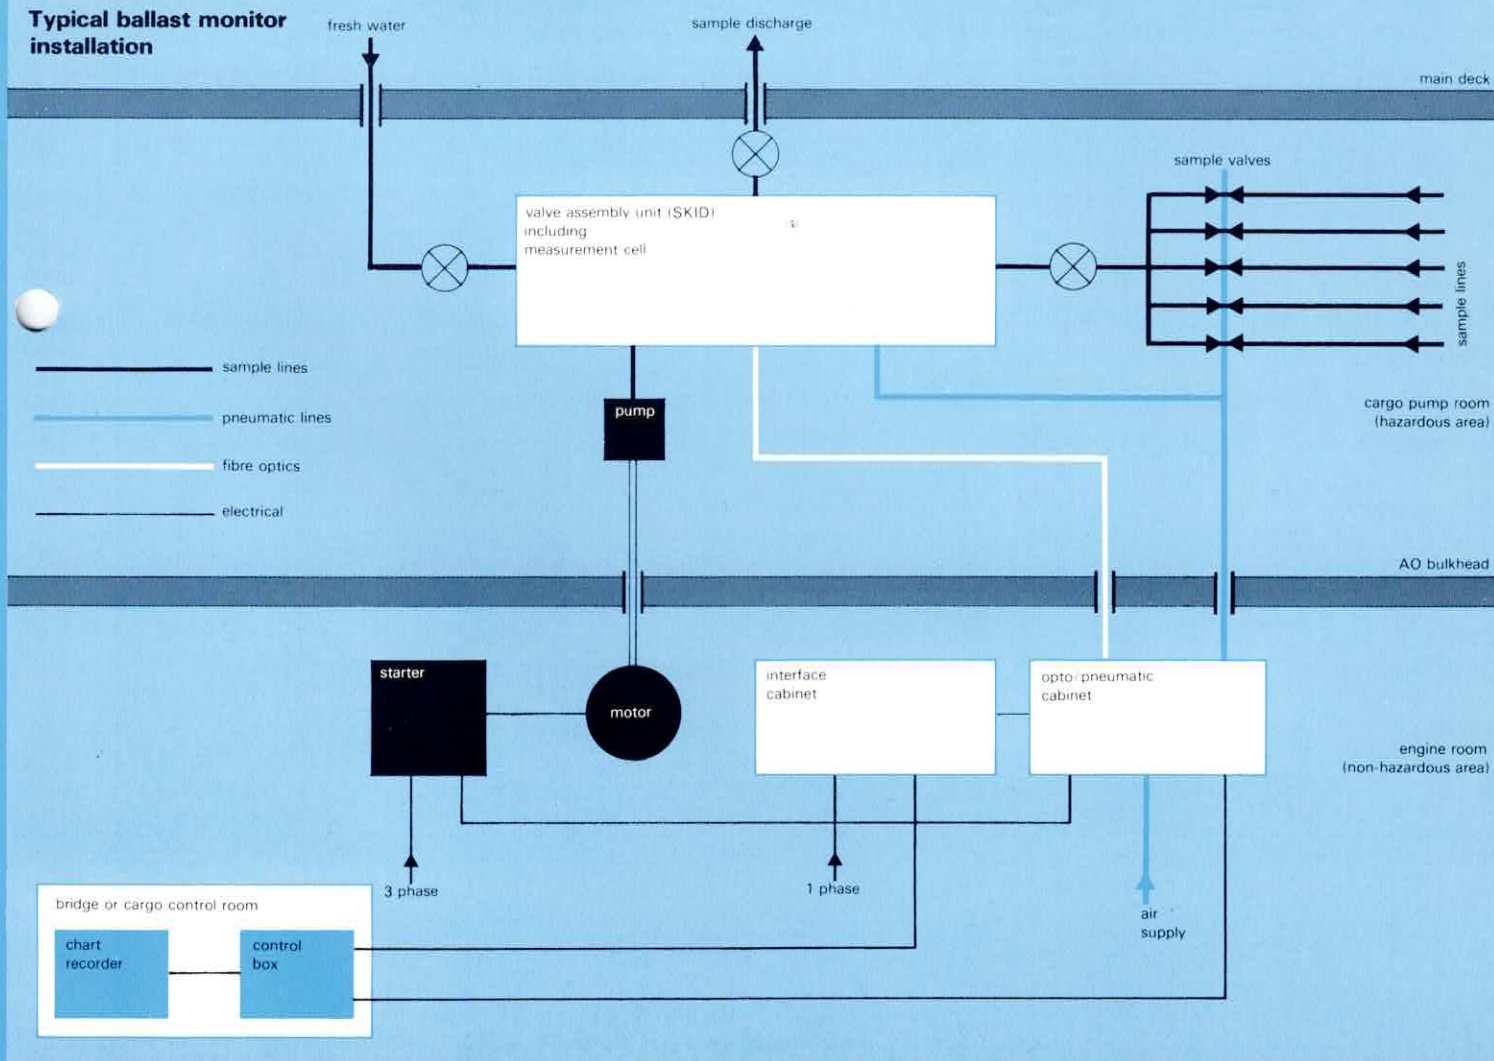 Typical ballast monitor
installation
fresh water
sample discharge
main deck
sample valves
valve assembly unit (SKID)
including
measurement cell
sample lines
sample lines
pneumatic lines
fibre optics
electrical
pump
cargo pump room
(hazardous area)
AO bulkhead
starter
motor
interface
cabinet
opto/pneumatic
cabinet
engine room
(non-hazardous area)
3 phase
1 phase
air
supply
bridge or cargo control room
chart
recorder
control
box